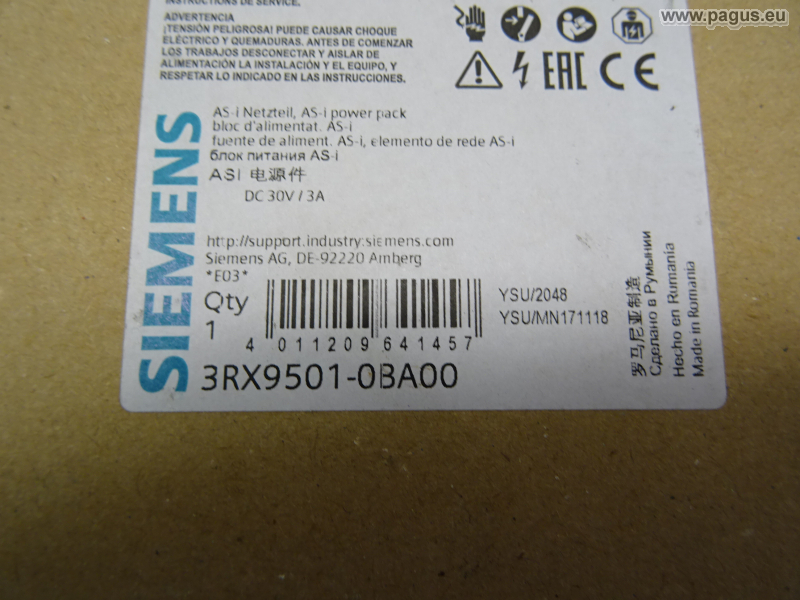 www.pagus.eu
INSTRUCTIONS DE SERVICE.
ADVERTENCIA
¡TENSIÓN PELIGROSA! PUEDE CAUSAR CHOQUE
ELÉCTRICO Y QUEMADURAS. ANTES DE COMENZAR
LOS TRABAJOS DESCONECTAR Y AISLAR DE
ALIMENTACIÓN LA INSTALACIÓN Y EL EQUIPO, Y
RESPETAR LO INDICADO EN LAS INSTRUCCIONES.
EAC CE
SIEMENS
AS-i Netzteil, AS-i power pack
bloc d'alimentat. AS-i
fuente de aliment. AS-i, elemento de rede AS-i
блок питания AS-i
ASI 电源件
DC 30V / 3A
http://support.industry.siemens.com
Siemens AG, DE-92220 Amberg
*E03*
Qty
1
4 011209 641457
YSU/2048
YSU/MN171118
3RX9501-0BA00
罗马尼亚制造
Сделано в Румынии
Hecho en Rumania
Made in Romania